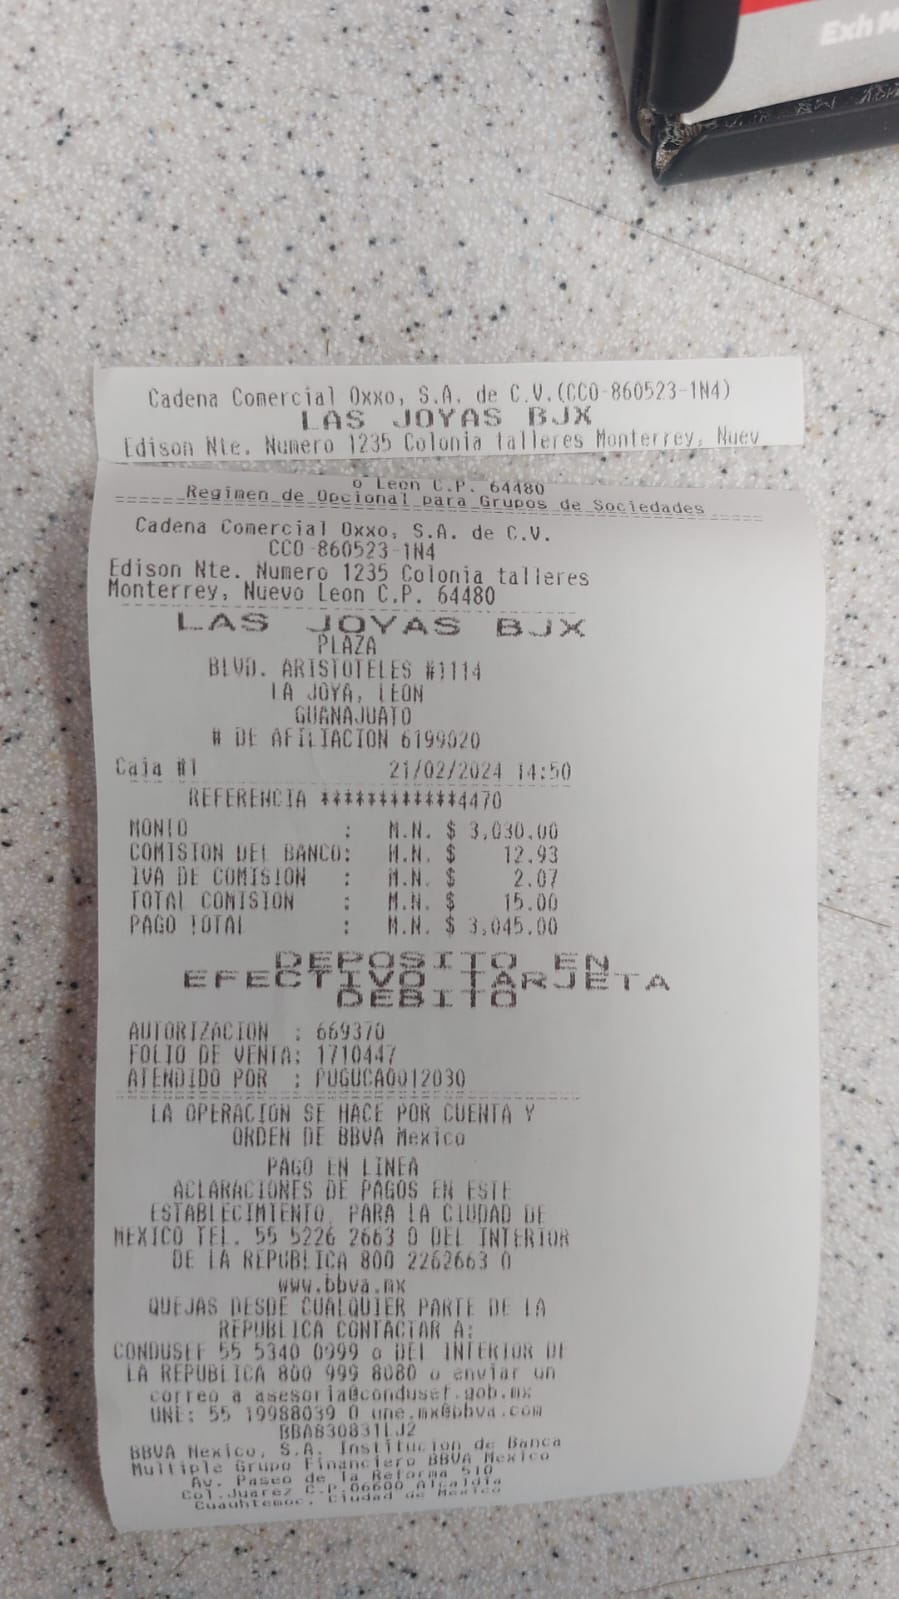 Exh M
Cadena Comercial Oxxo, S.A. de C.V.(CCO-860523-1N4)
LAS JOYAS BJX
Edison Nte. Numero 1235 Colonia talleres Monterrey, Nuev
o Leon C.P. 64480
Regimen de Opcional para Grupos de Sociedades
Cadena Comercial Oxxo, S.A. de C.V.
CCO-860523-1N4
Edison Nte. Numero 1235 Colonia talleres
Monterrey, Nuevo Leon C.P. 64480
LAS JOYAS BJX
PLAZA
BLVD. ARISTOTELES #1114
LA JOYA, LEON
GUANAJUATO
# DE AFILIACION 6199020
Caja #1 21/02/2024 14:50
REFERENCIA ************4470
MONTO : M.N. $ 3,030.00
COMISION DEL BANCO: M.N. $ 12.93
IVA DE COMISION : M.N. $ 2.07
TOTAL COMISION : M.N. $ 15.00
PAGO TOTAL : M.N. $ 3,045.00
DEPOSITO EN
EFECTIVO TARJETA
DEBITO
AUTORIZACION : 669370
FOLIO DE VENTA: 1710447
ATENDIDO POR : PUGUCA0012030
LA OPERACION SE HACE POR CUENTA Y
ORDEN DE BBVA Mexico
PAGO EN LINEA
ACLARACIONES DE PAGOS EN ESTE
ESTABLECIMIENTO, PARA LA CIUDAD DE
MEXICO TEL. 55 5226 2663 O DEL INTERIOR
DE LA REPUBLICA 800 2262663 O
www.bbva.mx
QUEJAS DESDE CUALQUIER PARTE DE LA
REPUBLICA CONTACTAR A:
CONDUSEF 55 5340 0999 o DEL INTERIOR DE
LA REPUBLICA 800 999 8080 o enviar un
correo a asesoria@condusef.gob.mx
UNE: 55 19988039 O une.mx@bbva.com
BBA830831LJ2
BBVA Mexico, S.A. Institucion de Banca
Multiple Grupo Financiero BBVA Mexico
Av. Paseo de la Reforma 510
Col.Juarez C.P.06600 Alcaldia
Cuauhtemoc, Ciudad de Mexico